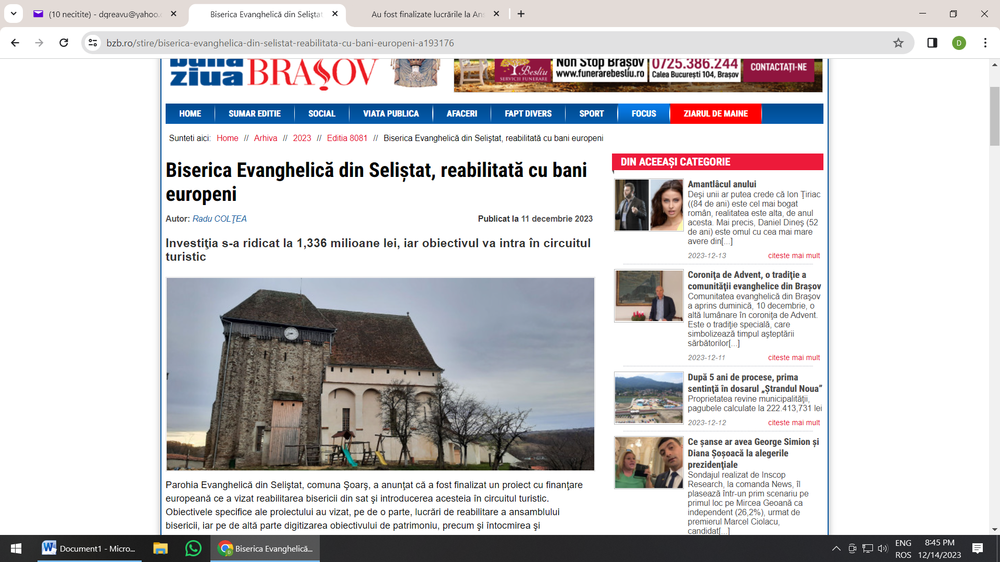 (10 necitite) - dgreavu@yahoo.c
Biserica Evanghelică din Seliştat
Au fost finalizate lucrările la Ans
bzb.ro/stire/biserica-evanghelica-din-selistat-reabilitata-cu-bani-europeni-a193176
D
bună
ziua BRAȘOV
Besliu
SERVICII FUNERARE
Non Stop Brașov
www.funerarebesliu.ro
0725.386.244
Calea București 104, Brașov
CONTACTAȚI-NE
HOME SUMAR EDITIE SOCIAL VIATA PUBLICA AFACERI FAPT DIVERS SPORT FOCUS ZIARUL DE MAINE
Sunteti aici: Home // Arhiva // 2023 // Editia 8081 // Biserica Evanghelică din Seliştat, reabilitată cu bani europeni
Biserica Evanghelică din Seliștat, reabilitată cu bani
europeni
Autor: Radu COLŢEA
Publicat la 11 decembrie 2023
Investiţia s-a ridicat la 1,336 milioane lei, iar obiectivul va intra în circuitul
turistic
Parohia Evanghelică din Seliştat, comuna Şoarş, a anunţat că a fost finalizat un proiect cu finanţare
europeană ce a vizat reabilitarea bisericii din sat şi introducerea acesteia în circuitul turistic.
Obiectivele specifice ale proiectului au vizat, pe de o parte, lucrări de reabilitare a ansamblului
bisericii, iar pe de altă parte digitizarea obiectivului de patrimoniu, precum şi întocmirea şi
DIN ACEEAȘI CATEGORIE
Amantlâcul anului
Deşi unii ar putea crede că Ion Ţiriac
((84 de ani) este cel mai bogat
român, realitatea este alta, de anul
acesta. Mai precis, Daniel Dineş (52
de ani) este omul cu cea mai mare
avere din[...]
2023-12-13 citeste mai mult
Coroniţa de Advent, o tradiţie a
comunităţii evanghelice din Brașov
Comunitatea evanghelică din Braşov
a aprins duminică, 10 decembrie, o
altă lumânare în coroniţa de Advent.
Este o tradiţie specială, care
simbolizează timpul aşteptării
sărbătorilor[...]
2023-12-11 citeste mai mult
După 5 ani de procese, prima
sentinţă în dosarul „Ștrandul Noua”
Proprietatea revine municipalităţii,
pagubele calculate la 222.413,731 lei
2023-12-12 citeste mai mult
Ce șanse ar avea George Simion și
Diana Șoșoacă la alegerile
prezidenţiale
Sondajul realizat de Inscop
Research, la comanda News, îl
plasează într-un prim scenariu pe
primul loc pe Mircea Geoană ca
independent (26,2%), urmat de
premierul Marcel Ciolacu,
candidat[...]
Document1 - Micro...
Biserica Evanghelică...
ENG
ROS
8:45 PM
12/14/2023